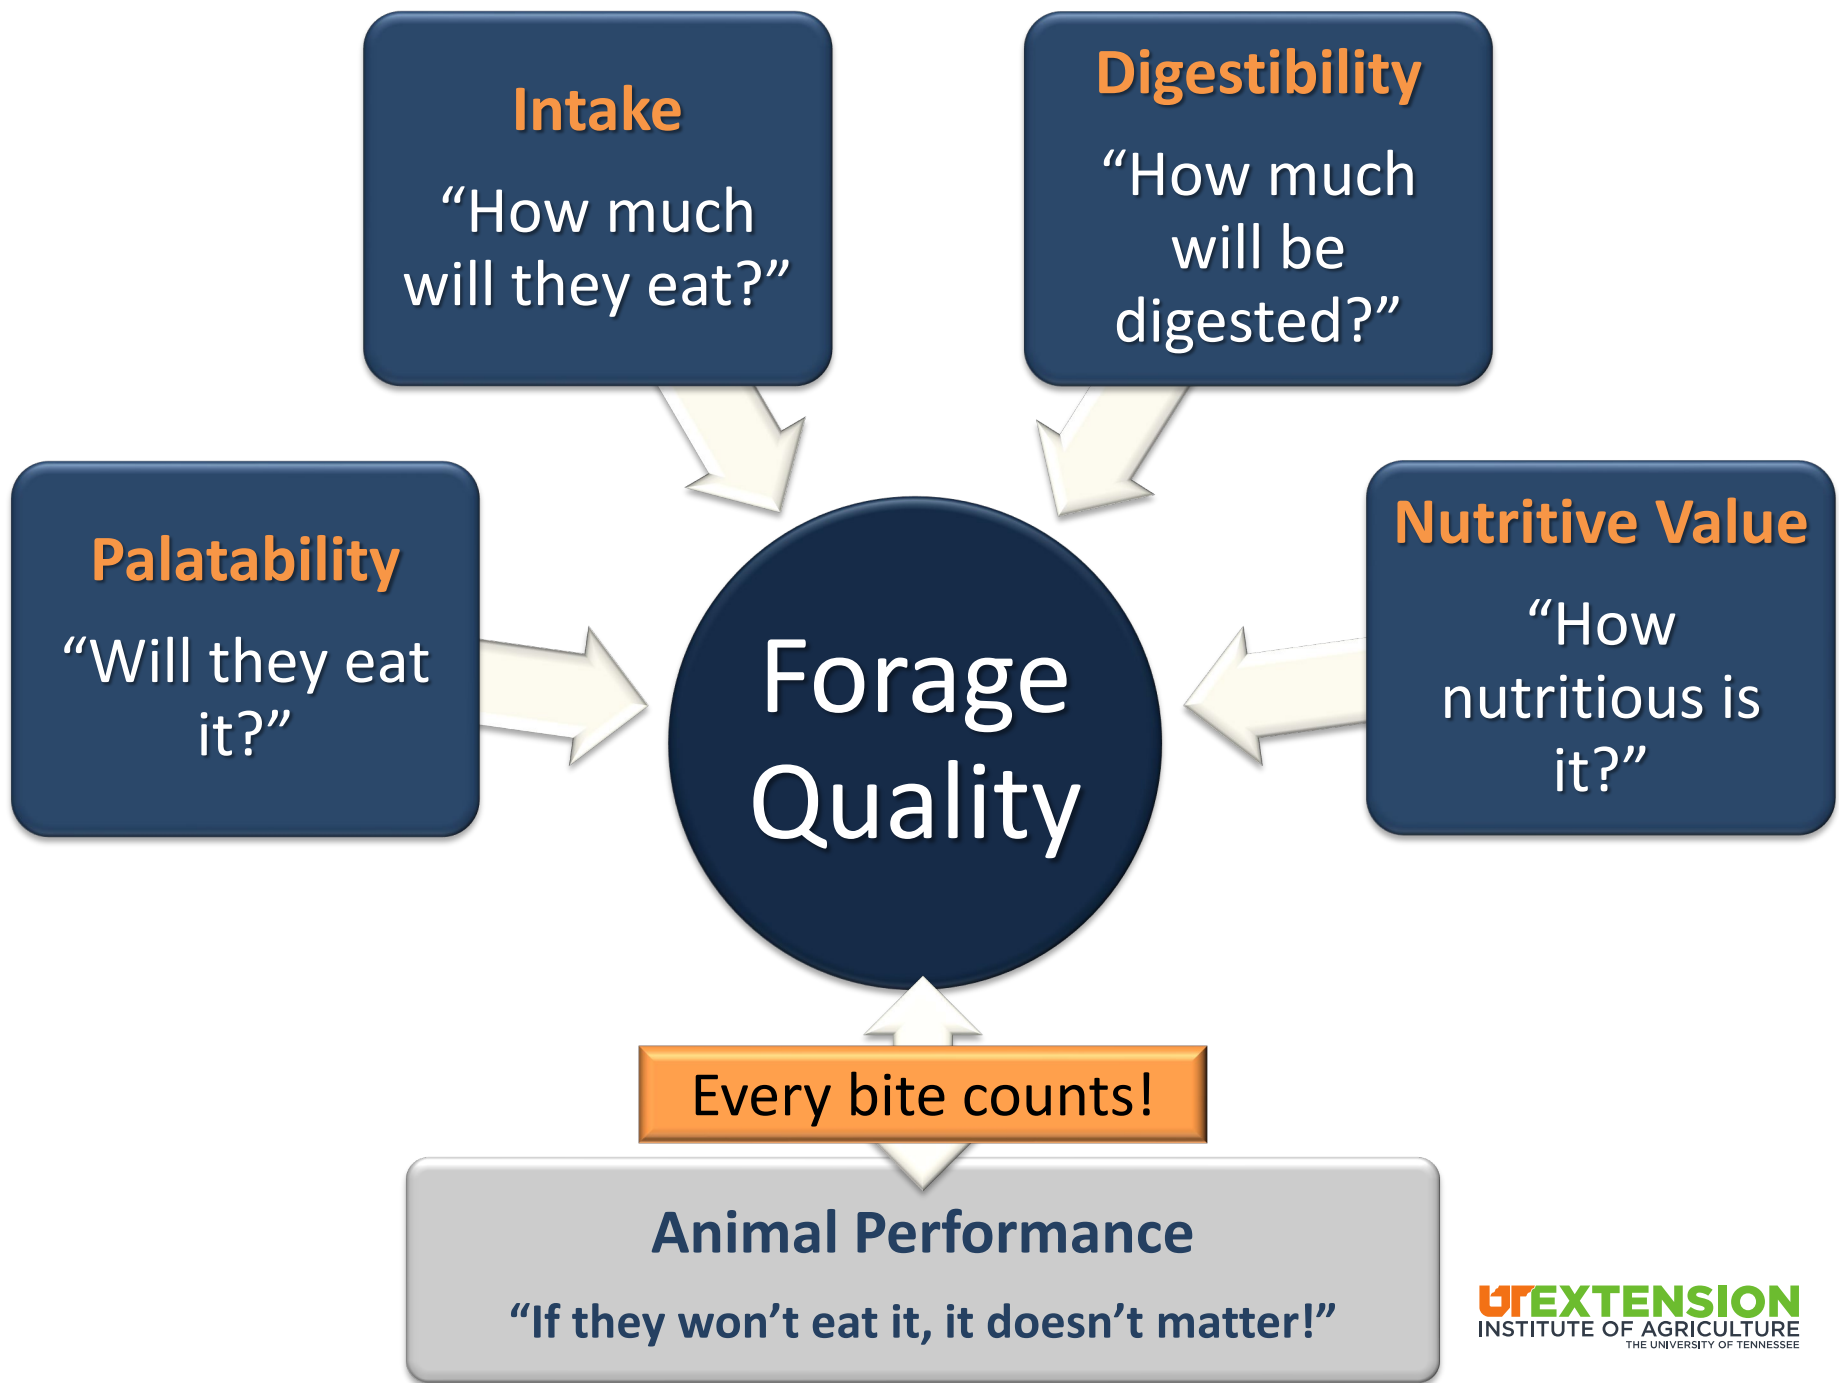 Intake
“How much
will they eat?”
Digestibility
“How much
will be
digested?”
Palatability
“Will they eat
it?”
Nutritive Value
“How
nutritious is
it?”
Forage
Quality
Every bite counts!
Animal Performance
“If they won’t eat it, it doesn’t matter!”
UT EXTENSION
INSTITUTE OF AGRICULTURE
THE UNIVERSITY OF TENNESSEE